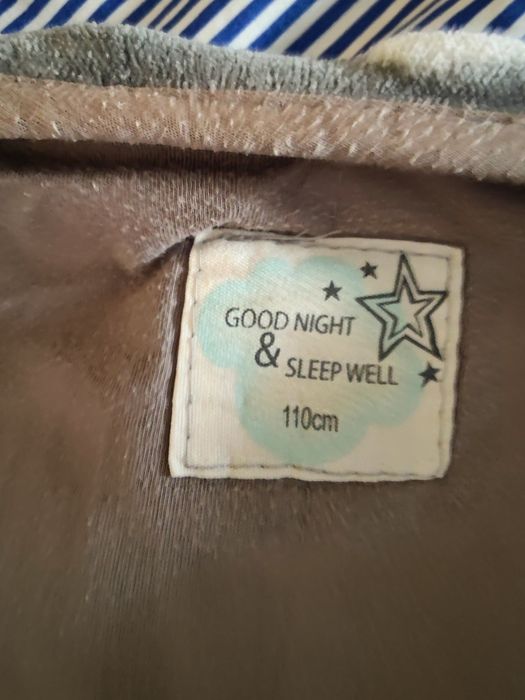 GOOD NIGHT
&
SLEEP WELL
110cm